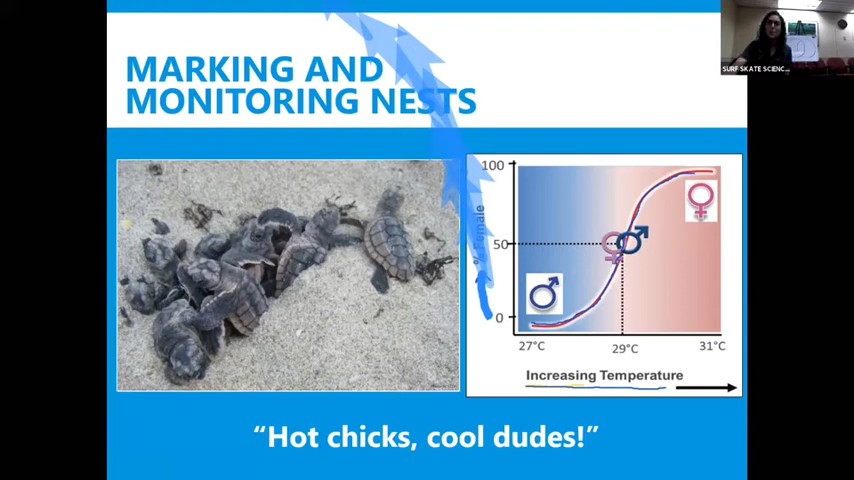 SURF SKATE SCIENC...
MARKING AND
MONITORING NESTS
100
50
0
% Female
27°C
29°C
31°C
Increasing Temperature
“Hot chicks, cool dudes!”